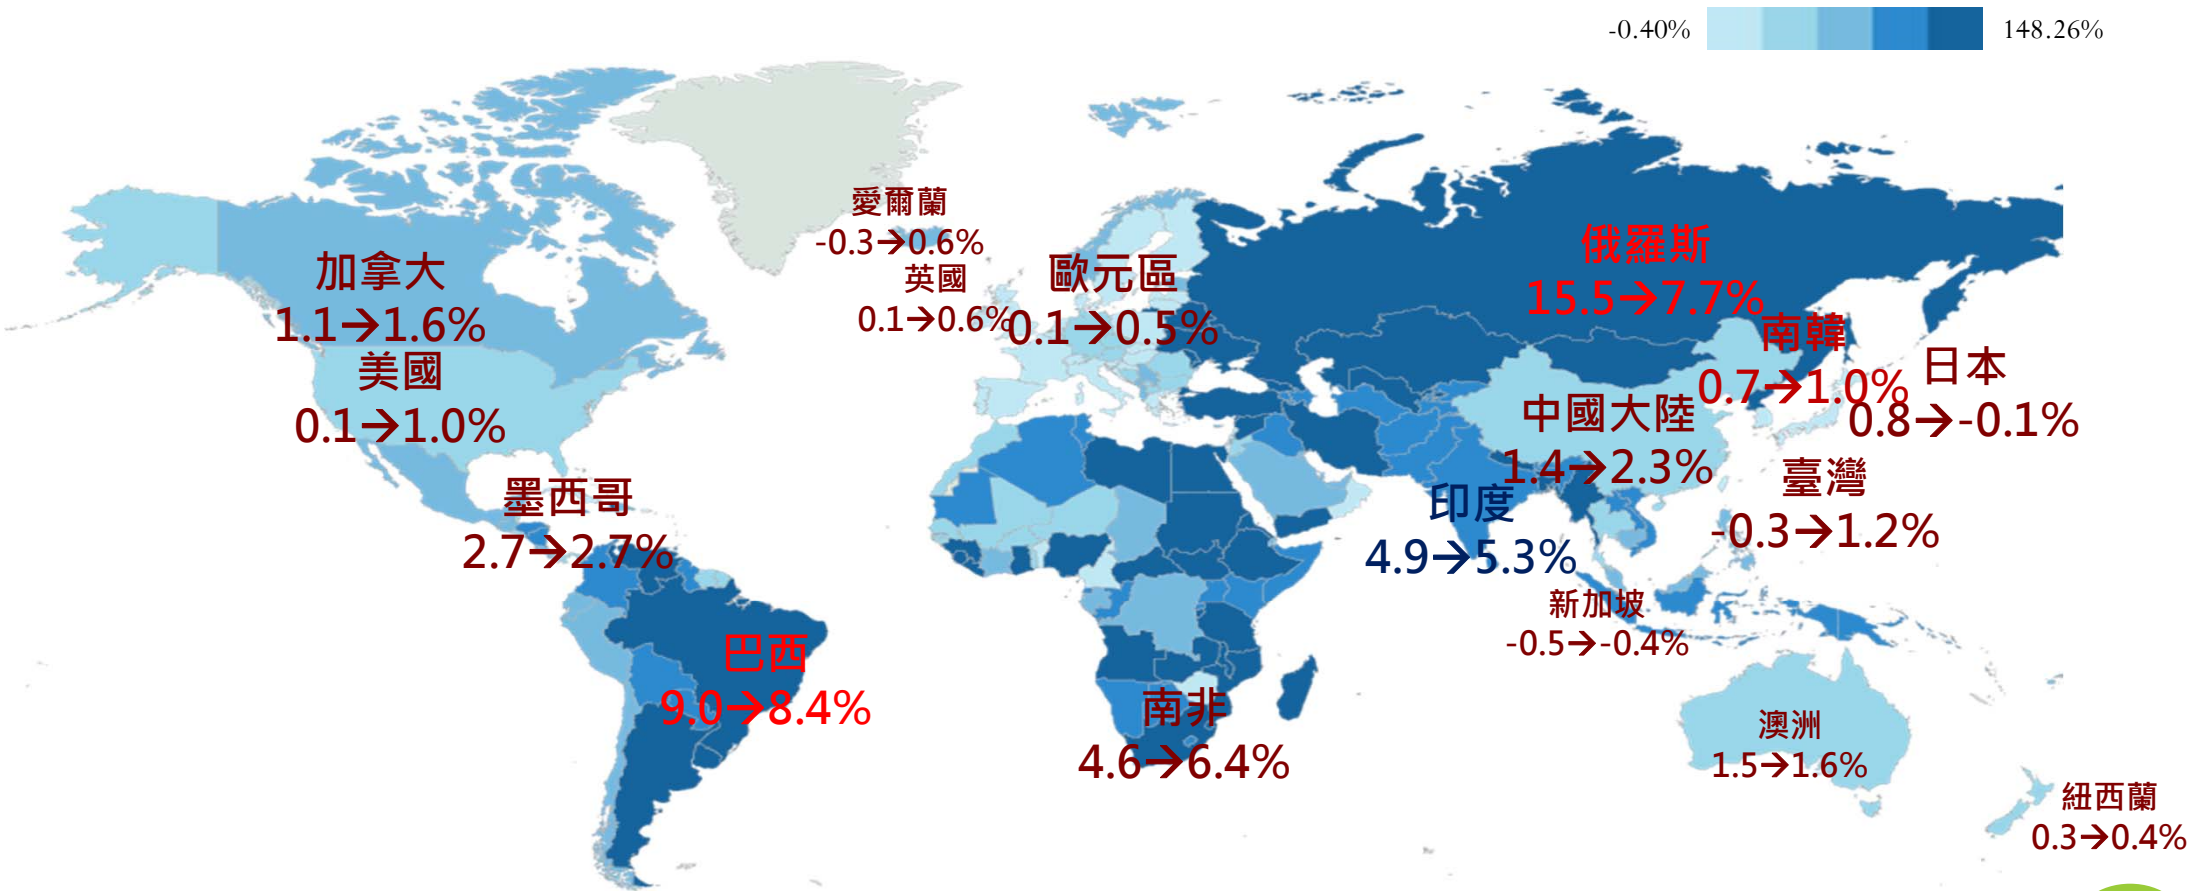 -0.40% 148.26%
愛爾蘭
-0.3→0.6%
加拿大
1.1→1.6%
英國
0.1→0.6%
歐元區
0.1→0.5%
俄羅斯
15.5→7.7%
南韓
0.7→1.0%
日本
0.8→-0.1%
美國
0.1→1.0%
中國大陸
1.4→2.3%
臺灣
-0.3→1.2%
墨西哥
2.7→2.7%
印度
4.9→5.3%
新加坡
-0.5→-0.4%
巴西
9.0→8.4%
南非
4.6→6.4%
澳洲
1.5→1.6%
紐西蘭
0.3→0.4%